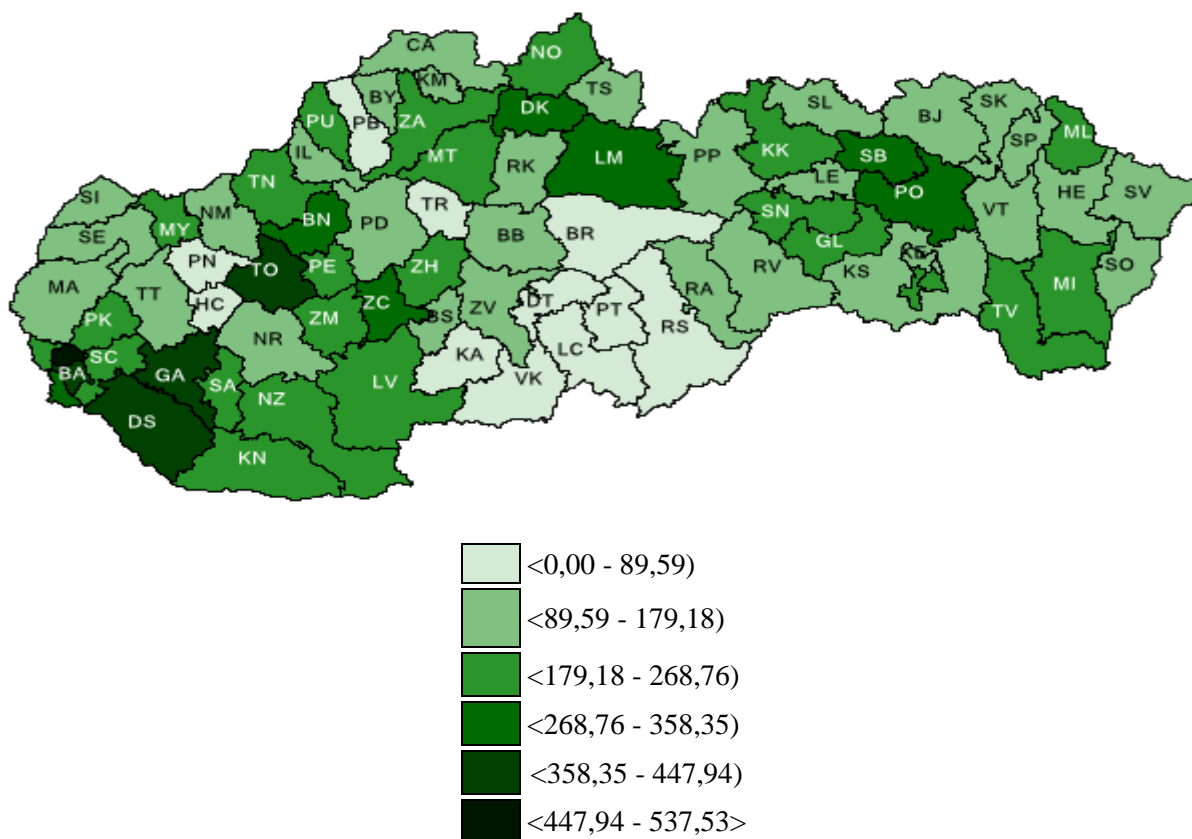 CA
NO
KM
TS
BY
DK
PU
PB
ZA
SL
SK
BJ
ML
SP
IL
MT
RK
LM
PP
KK
SB
LE
PO
HE
SV
TN
SI
NM
MY
BN
PD
TR
BB
BR
SN
VT
SE
PN
TO
PE
ZH
GL
KE
KS
SO
MA
TT
HC
ZM
ZC
BS
ZV
DT
PT
RA
RV
MI
TV
PK
NR
KA
LC
RS
BA
SC
GA
SA
NZ
LV
VK
DS
KN
<0,00 - 89,59)
<89,59 - 179,18)
<179,18 - 268,76)
<268,76 - 358,35)
<358,35 - 447,94)
<447,94 - 537,53>